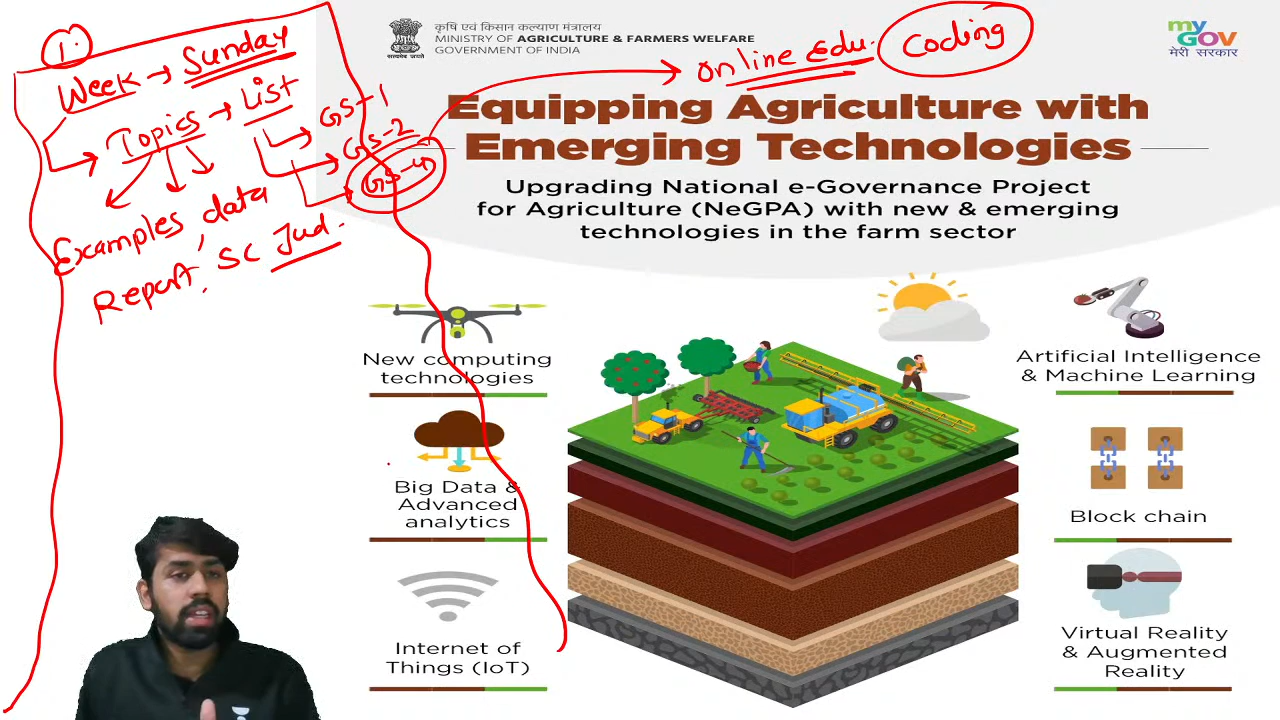 1.
Week → Sunday
Topics → List
GS-1
GS-2
GS-4
Examples, data
Report, SC Jud.
कृषि एवं किसान कल्याण मंत्रालय
MINISTRY OF AGRICULTURE & FARMERS WELFARE
GOVERNMENT OF INDIA
सत्यमेव जयते
Online Edu.
Coding
my
GOV
मेरी सरकार
Equipping Agriculture with
Emerging Technologies
Upgrading National e-Governance Project
for Agriculture (NeGPA) with new & emerging
technologies in the farm sector
New computing
technologies
Big Data &
Advanced
analytics
Internet of
Things (IoT)
Artificial Intelligence
& Machine Learning
Block chain
Virtual Reality
& Augmented
Reality